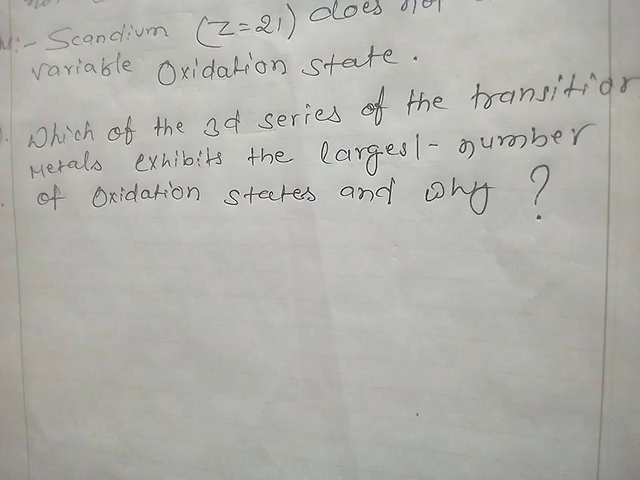 :- Scandium (Z=21) does not
variable Oxidation state.
Which of the 3d series of the transition
Metals exhibits the largest number
of Oxidation states and why ?